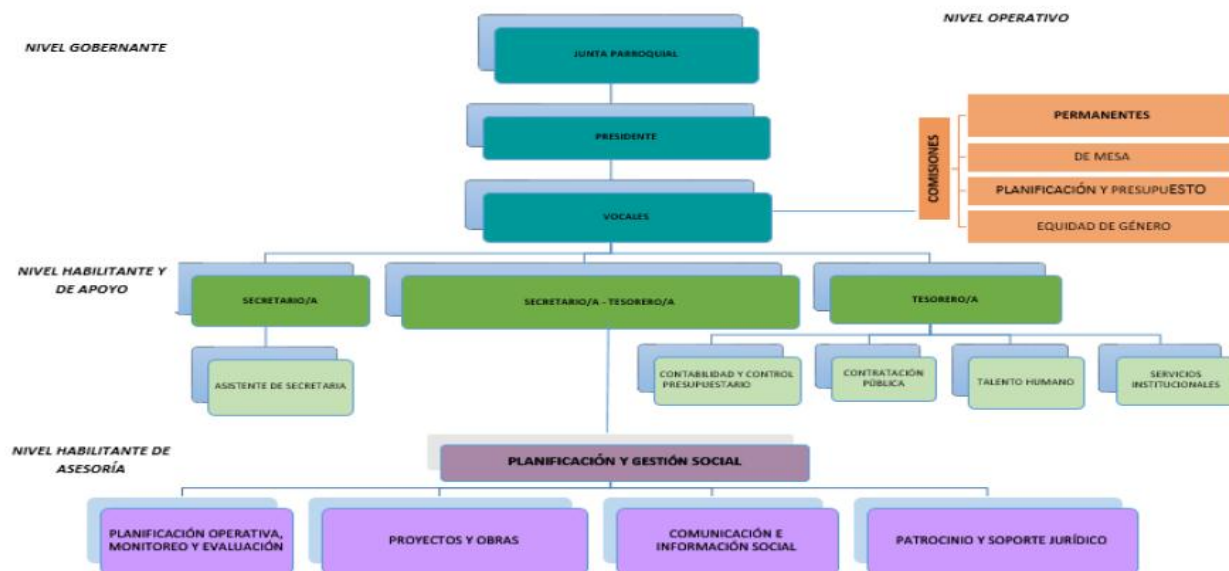 NIVEL OPERATIVO
NIVEL GOBERNANTE
JUNTA PARROQUIAL
PRESIDENTE
VOCALES
COMISIONES
PERMANENTES
DE MESA
PLANIFICACIÓN Y PRESUPUESTO
EQUIDAD DE GÉNERO
NIVEL HABILITANTE Y
DE APOYO
SECRETARIO/A
SECRETARIO/A - TESORERO/A
TESORERO/A
ASISTENTE DE SECRETARIA
CONTABILIDAD Y CONTROL
PRESUPUESTARIO
CONTRATACIÓN
PÚBLICA
TALENTO HUMANO
SERVICIOS
INSTITUCIONALES
NIVEL HABILITANTE DE
ASESORÍA
PLANIFICACIÓN Y GESTIÓN SOCIAL
PLANIFICACIÓN OPERATIVA,
MONITOREO Y EVALUACIÓN
PROYECTOS Y OBRAS
COMUNICACIÓN E
INFORMACIÓN SOCIAL
PATROCINIO Y SOPORTE JURÍDICO